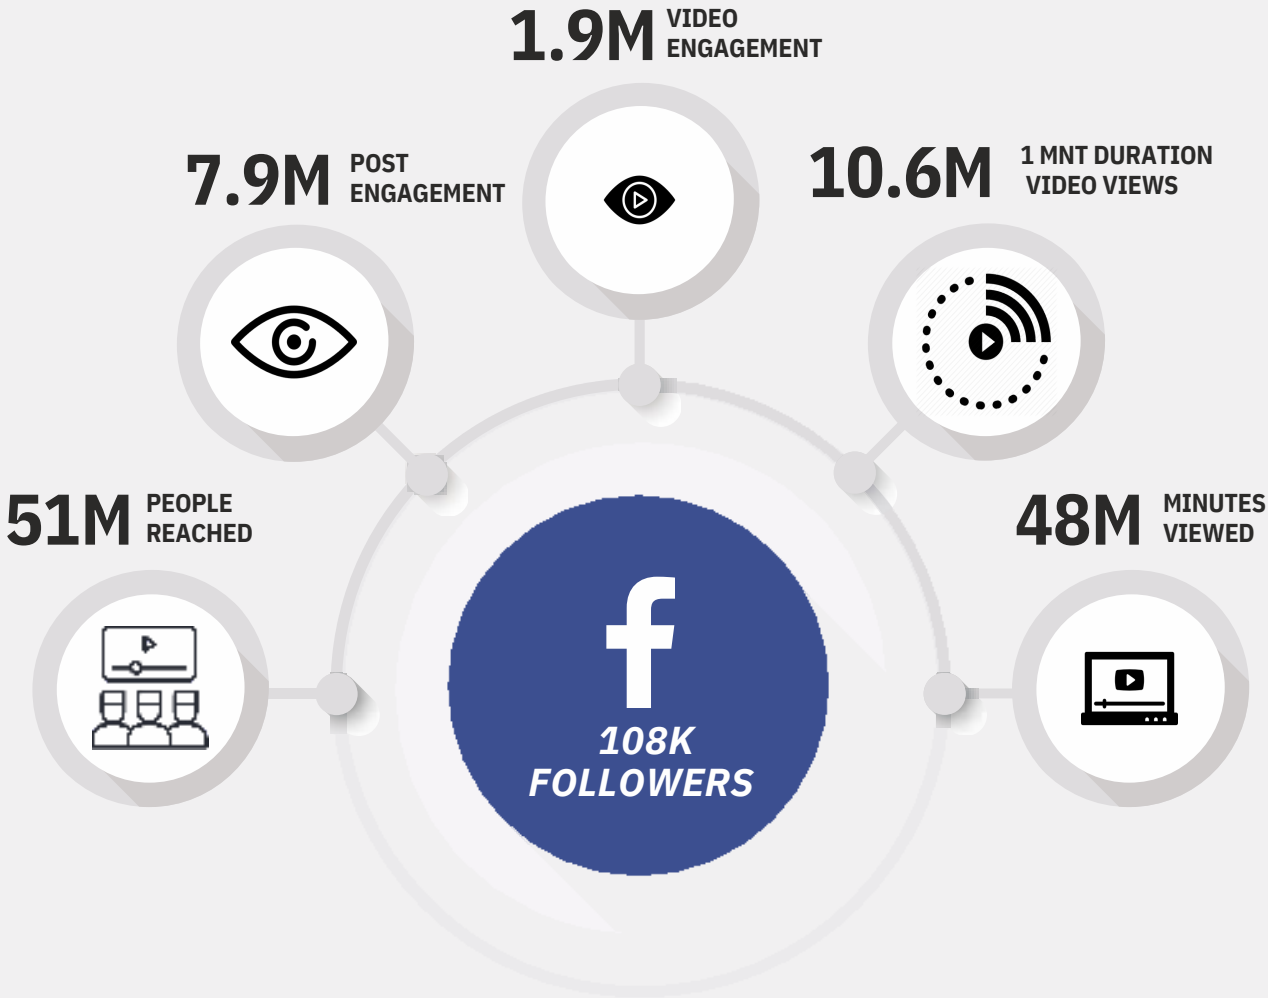 1.9M VIDEO
ENGAGEMENT
7.9M POST
ENGAGEMENT
10.6M 1 MNT DURATION
VIDEO VIEWS
51M PEOPLE
REACHED
48M MINUTES
VIEWED
108K
FOLLOWERS